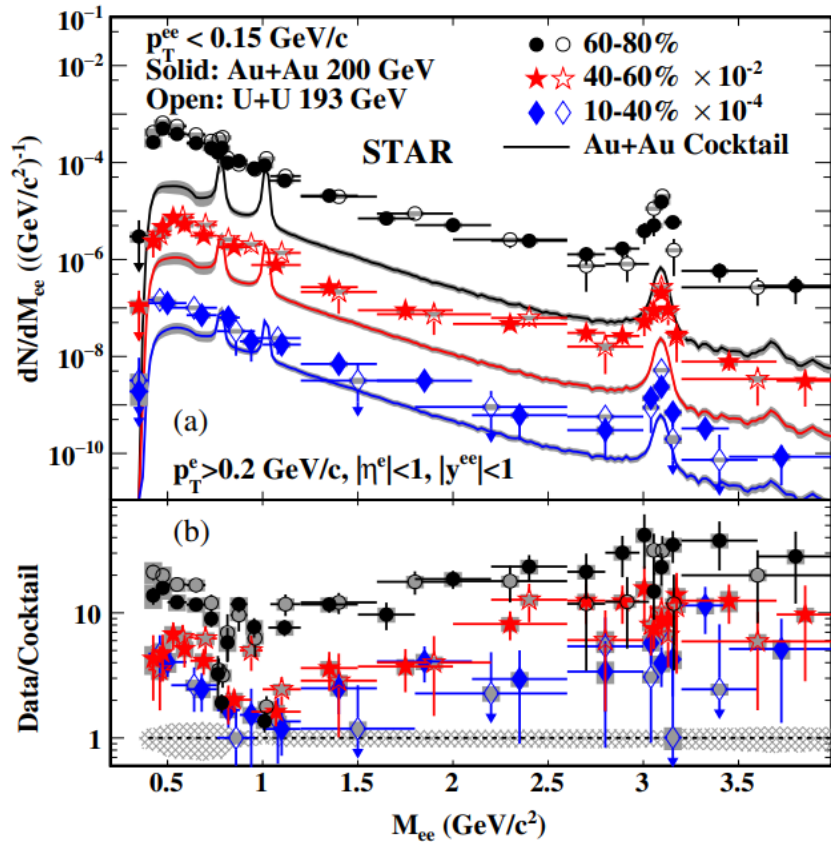 p_T^ee < 0.15 GeV/c
Solid: Au+Au 200 GeV
Open: U+U 193 GeV
STAR
60-80%
40-60% ×10^-2
10-40% ×10^-4
Au+Au Cocktail
dN/dM_ee ((GeV/c^2)^-1)
10^-1
10^-2
10^-4
10^-6
10^-8
10^-10
(a)
p_T^e>0.2 GeV/c, |η^e|<1, |y^ee|<1
(b)
Data/Cocktail
10
1
0.5 1 1.5 2 2.5 3 3.5
M_ee (GeV/c^2)